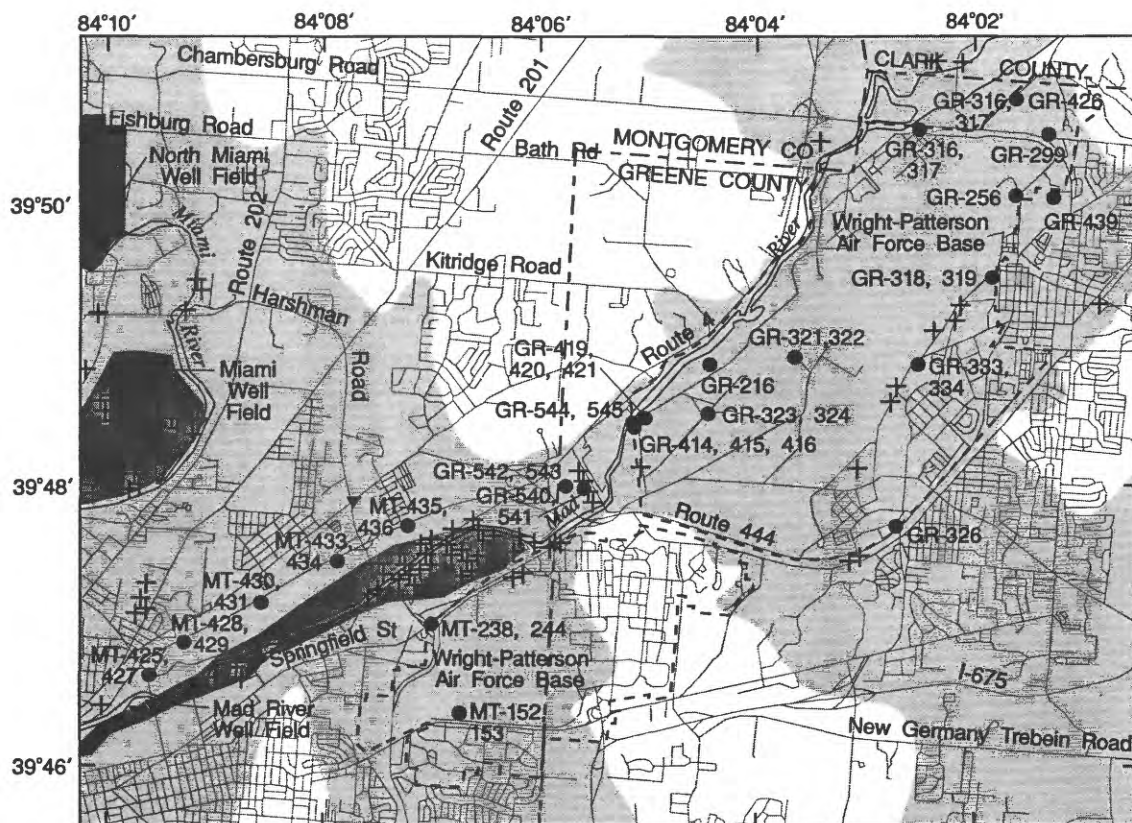 84°10'
84°08'
84°06'
84°04'
84°02'
Chambersburg Road
Route 201
CLARK COUNTY
GR-316,
317
GR-426
Fishburg Road
Bath Rd
MONTGOMERY CO
GREENE COUNTY
North Miami
Well Field
GR-316,
317
GR-299
39°50'
Miami
River
Route 202
River
GR-256
GR-439
Wright-Patterson
Air Force Base
Kitridge Road
GR-318, 319
Harshman
Road
Route 4
GR-419,
420, 421
GR-321,322
GR-216
GR-333,
334
Miami
Well
Field
GR-544, 545
GR-323, 324
GR-414, 415, 416
39°48'
GR-542, 543
GR-540,
541
Mad
MT-435,
436
Route 444
GR-326
MT-433,
434
MT-430,
431
MT-428,
429
MT-425,
427
Springfield St
MT-238, 244
Wright-Patterson
Air Force Base
I-675
Mad River
Well Field
MT-152
153
New Germany Trebein Road
39°46'